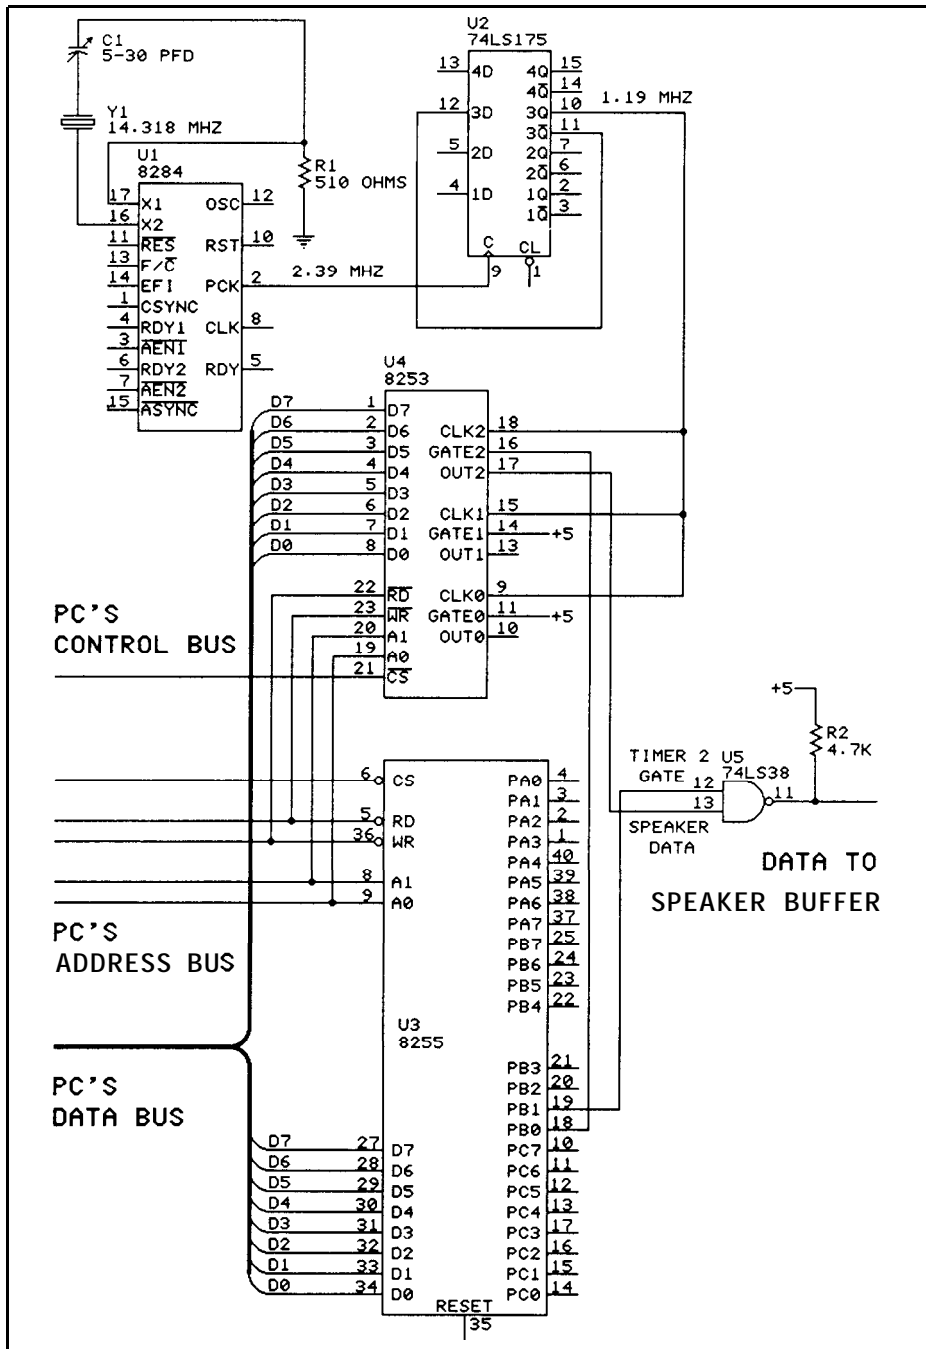 C1
5-30 PFD
Y1
14.318 MHZ
R1
510 OHMS
U1
8284
17 X1
16 X2
11 R̅E̅S̅
13 F/C̅
14 EFI
1 CSYNC
4 RDY1
3 A̅E̅N̅1̅
6 RDY2
7 A̅E̅N̅2̅
15 A̅S̅Y̅N̅C̅
OSC 12
RST 10
PCK 2
CLK 8
RDY 5
2.39 MHZ
U2
74LS175
13 4D
12 3D
5 2D
4 1D
4Q 15
4Q̅ 14
3Q 10
3Q̅ 11
2Q 7
2Q̅ 6
1Q 2
1Q̅ 3
C
9
CL
1
1.19 MHZ
U4
8253
D7 1 D7
D6 2 D6
D5 3 D5
D4 4 D4
D3 5 D3
D2 6 D2
D1 7 D1
D0 8 D0
22 R̅D̅
23 W̅R̅
20 A1
19 A0
21 C̅S̅
CLK2 18
GATE2 16
OUT2 17
CLK1 15
GATE1 14 +5
OUT1 13
CLK0 9
GATE0 11 +5
OUT0 10
PC'S
CONTROL BUS
+5
R2
4.7K
TIMER 2
GATE
U5
74LS38
12
13
11
SPEAKER
DATA
DATA TO
SPEAKER BUFFER
6 CS
5 RD
36 WR
8 A1
9 A0
PC'S
ADDRESS BUS
U3
8255
PA0 4
PA1 3
PA2 2
PA3 1
PA4 40
PA5 39
PA6 38
PA7 37
PB7 25
PB6 24
PB5 23
PB4 22
PB3 21
PB2 20
PB1 19
PB0 18
PC7 10
PC6 11
PC5 12
PC4 13
PC3 17
PC2 16
PC1 15
PC0 14
PC'S
DATA BUS
D7 27 D7
D6 28 D6
D5 29 D5
D4 30 D4
D3 31 D3
D2 32 D2
D1 33 D1
D0 34 D0
RESET
35